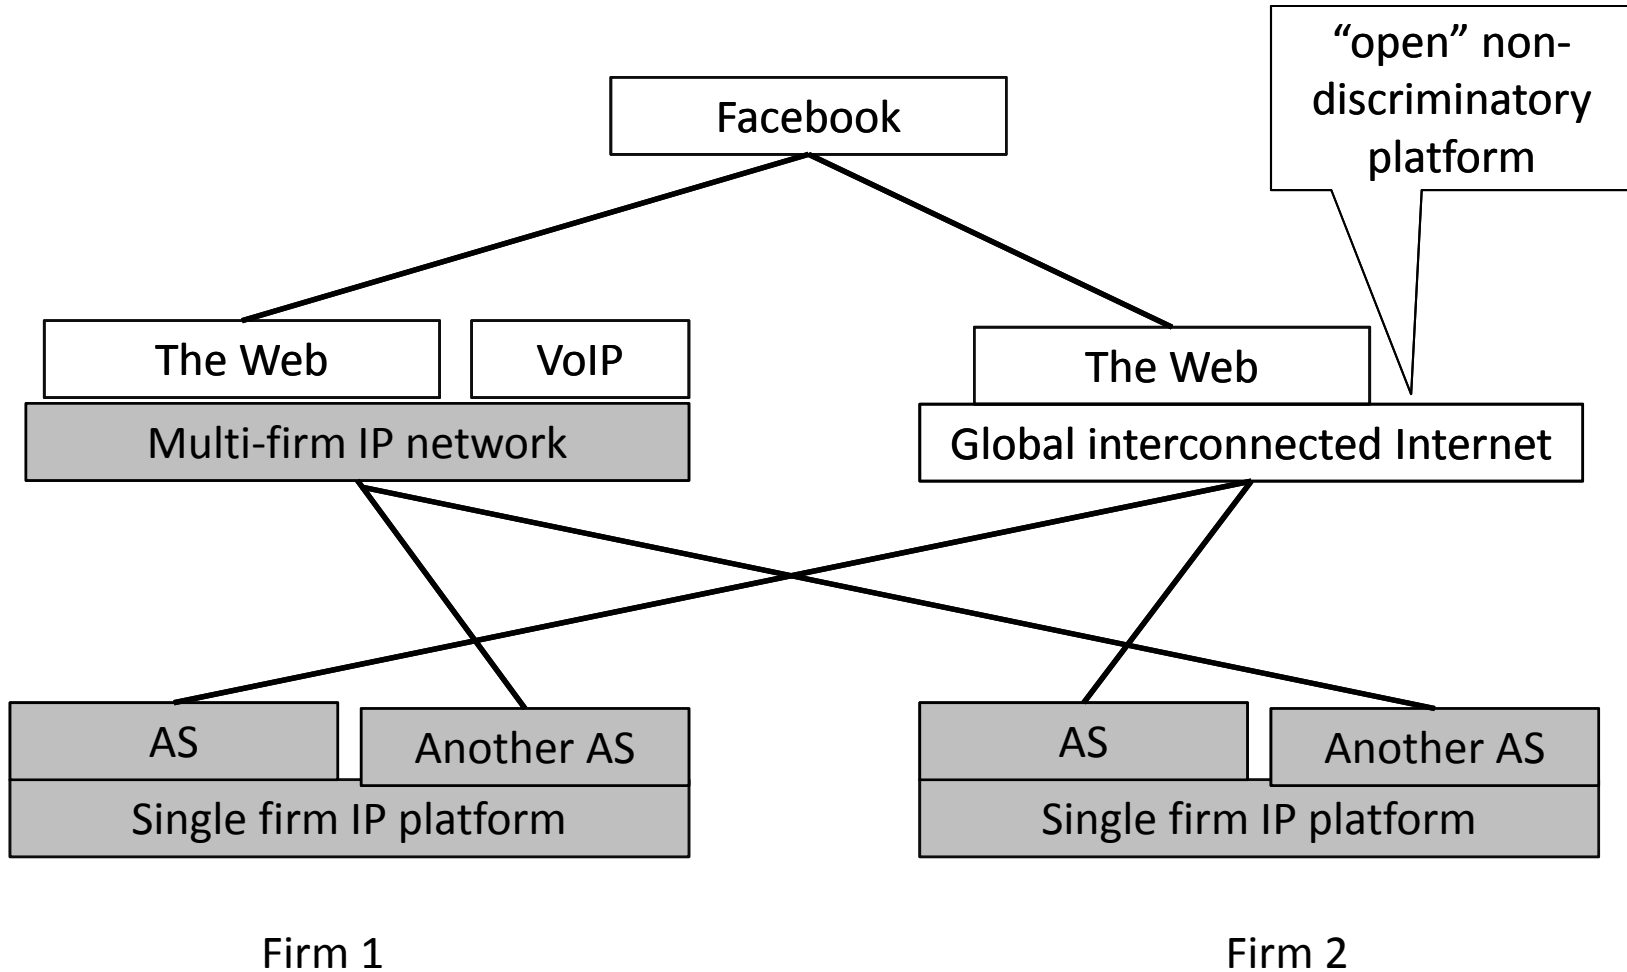 “open” non-
discriminatory
platform
Facebook
The Web
VoIP
The Web
Multi-firm IP network
Global interconnected Internet
AS
Another AS
AS
Another AS
Single firm IP platform
Single firm IP platform
Firm 1
Firm 2